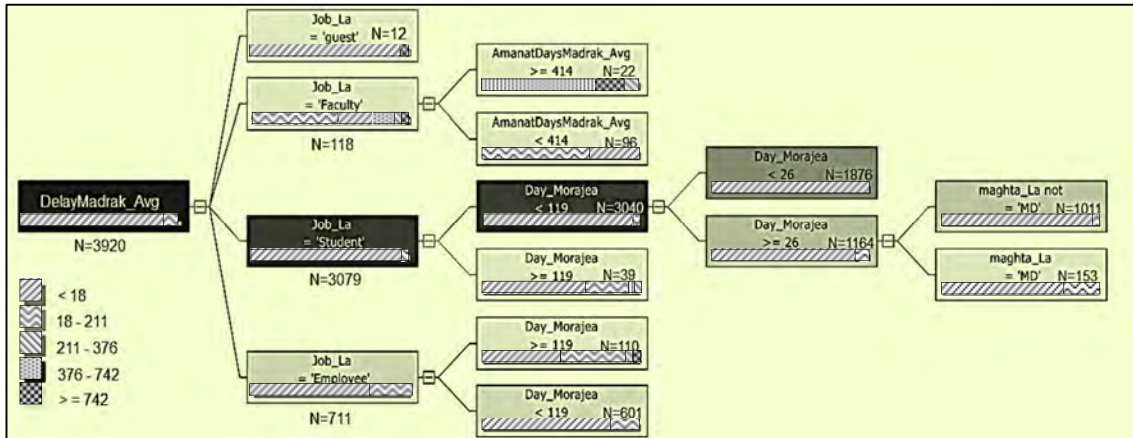 Job_La
= 'guest' N=12
Job_La
= 'Faculty'
N=118
AmanatDaysMadrak_Avg
>= 414 N=22
AmanatDaysMadrak_Avg
< 414 N=96
DelayMadrak_Avg
N=3920
Job_La
= 'Student'
N=3079
Day_Morajea
< 119 N=3040
Day_Morajea
>= 119 N=39
Day_Morajea
< 26 N=1876
Day_Morajea
>= 26 N=1164
maghta_La not
= 'MD' N=1011
maghta_La
= 'MD' N=153
Job_La
= 'Employee'
N=711
Day_Morajea
>= 119 N=110
Day_Morajea
< 119 N=601
< 18
18 - 211
211 - 376
376 - 742
> = 742